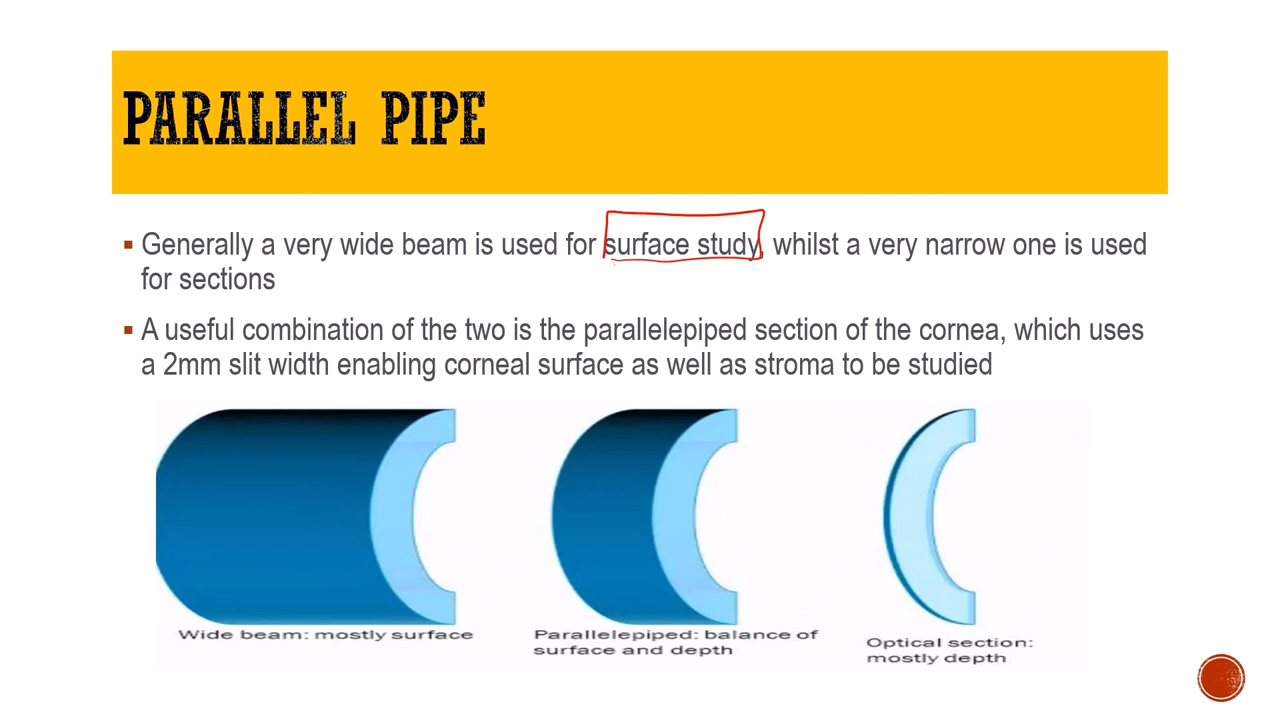 PARALLEL PIPE
Generally a very wide beam is used for surface study, whilst a very narrow one is used
for sections
A useful combination of the two is the parallelepiped section of the cornea, which uses
a 2mm slit width enabling corneal surface as well as stroma to be studied
Wide beam: mostly surface
Parallelepiped: balance of
surface and depth
Optical section:
mostly depth